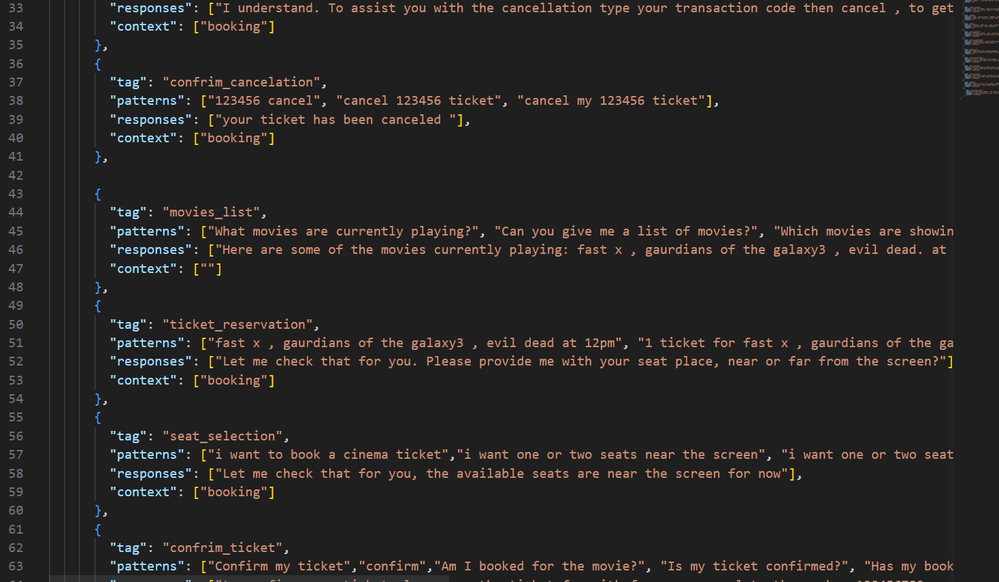 33 "responses": ["I understand. To assist you with the cancellation type your transaction code then cancel , to get
34 "context": ["booking"]
35 },
36 {
37 "tag": "confrim_cancelation",
38 "patterns": ["123456 cancel", "cancel 123456 ticket", "cancel my 123456 ticket"],
39 "responses": ["your ticket has been canceled "],
40 "context": ["booking"]
41 },
42
43 {
44 "tag": "movies_list",
45 "patterns": ["What movies are currently playing?", "Can you give me a list of movies?", "Which movies are showin
46 "responses": ["Here are some of the movies currently playing: fast x , gaurdians of the galaxy3 , evil dead. at
47 "context": [""]
48 },
49 {
50 "tag": "ticket_reservation",
51 "patterns": ["fast x , gaurdians of the galaxy3 , evil dead at 12pm", "1 ticket for fast x , gaurdians of the ga
52 "responses": ["Let me check that for you. Please provide me with your seat place, near or far from the screen?"]
53 "context": ["booking"]
54 },
55 {
56 "tag": "seat_selection",
57 "patterns": ["i want to book a cinema ticket","i want one or two seats near the screen", "i want one or two seat
58 "responses": ["Let me check that for you, the available seats are near the screen for now"],
59 "context": ["booking"]
60 },
61 {
62 "tag": "confrim_ticket",
63 "patterns": ["Confirm my ticket","confirm","Am I booked for the movie?", "Is my ticket confirmed?", "Has my book